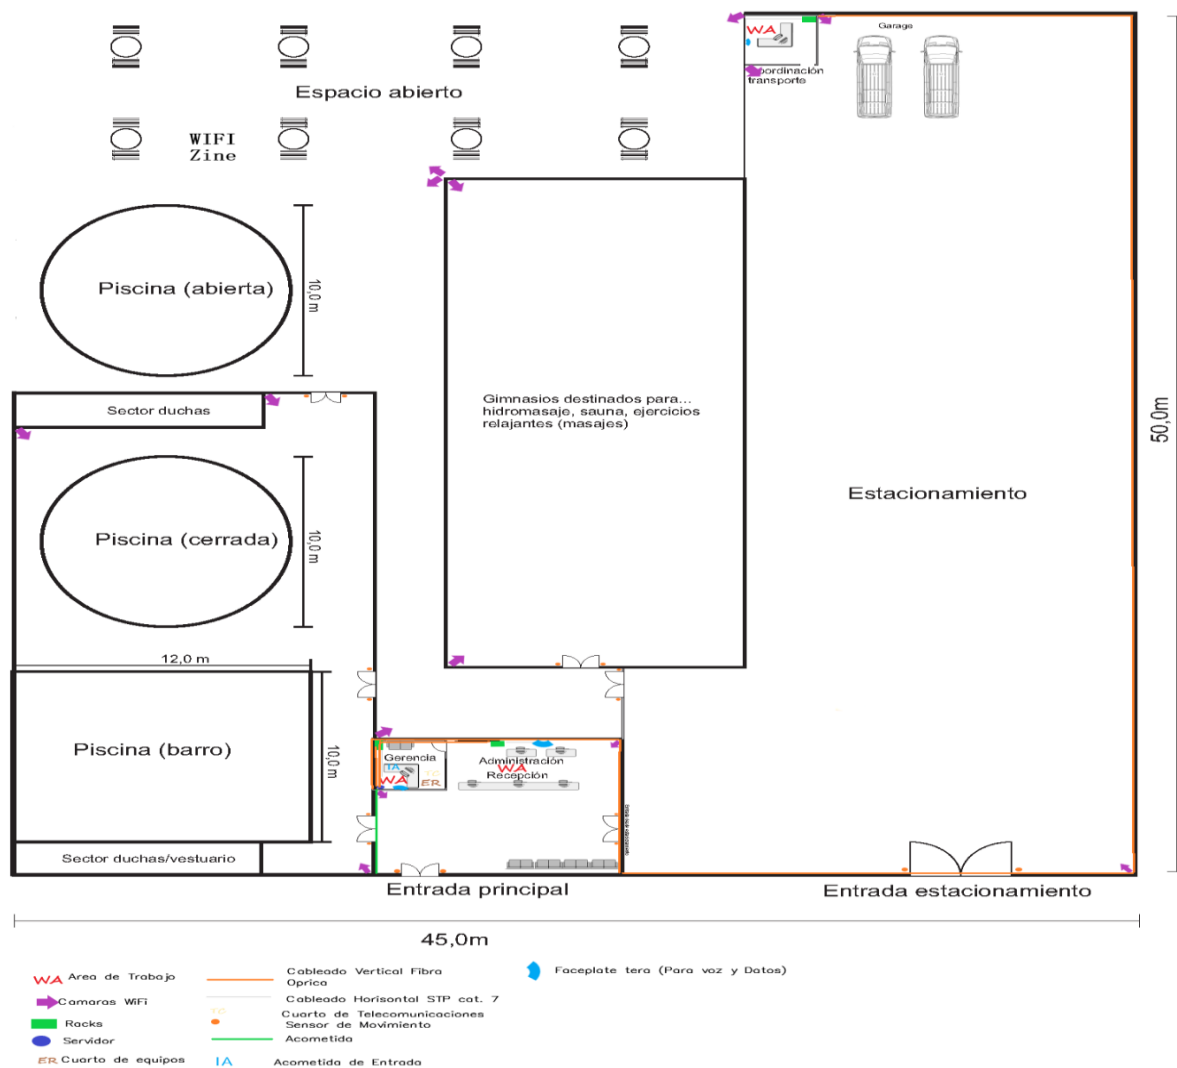 WA
Garage
Espacio abierto
transporte
WIFI
Zine
Piscina (abierta)
10,0 m
Gimnasios destinados para...
hidromasaje, sauna, ejercicios
relajantes (masajes)
Sector duchas
50,0m
Estacionamiento
Piscina (cerrada)
10,0 m
12,0 m
Piscina (barro)
10,0 m
Gerencia
IA
WA
ER
Administración
WA
Recepción
Sector duchas/vestuario
Entrada principal
Entrada estacionamiento
45,0m
WA Area de Trabajo
Camaras WiFi
Racks
Servidor
ER Cuarto de equipos
Cableado Vertical Fibra
Optica
Cableado Horisontal STP cat. 7
Cuarto de Telecomunicaciones
Sensor de Movimiento
Acometida
IA Acometida de Entrada
Faceplate tera (Para voz y Datos)